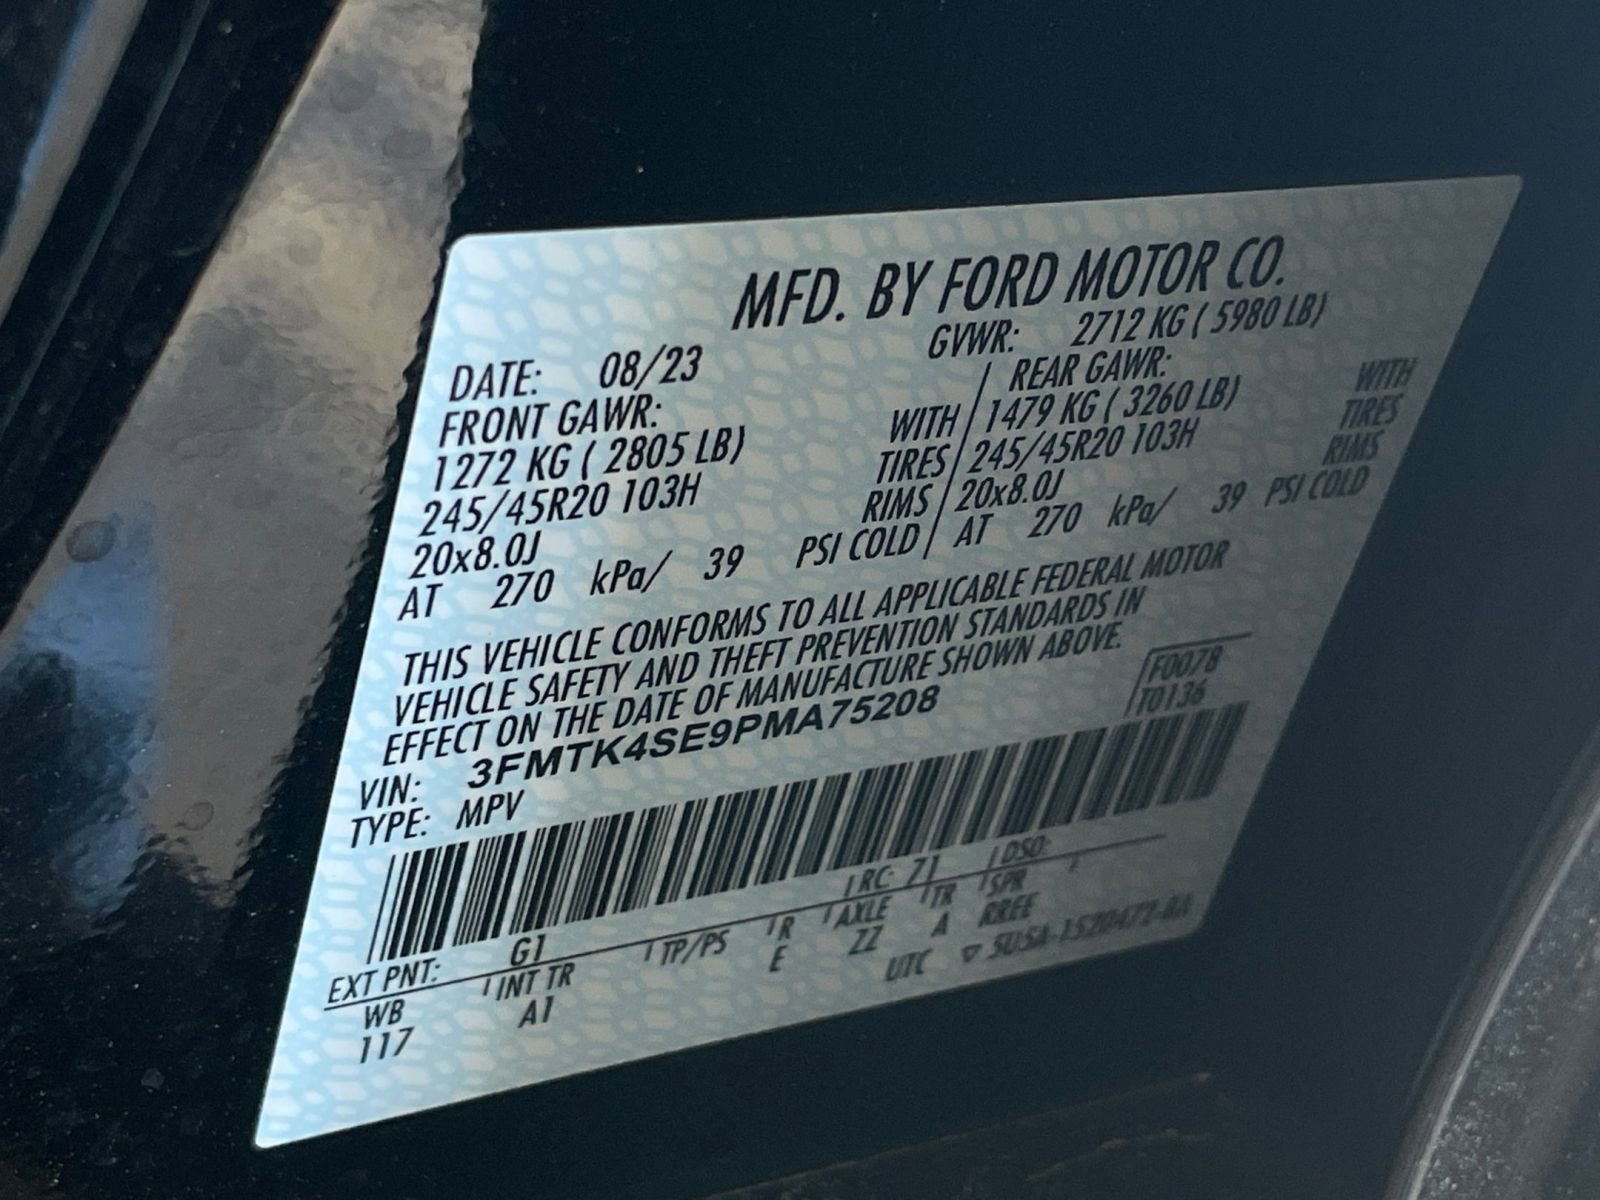 MFD. BY FORD MOTOR CO.
DATE: 08/23 GVWR: 2712 KG ( 5980 LB)
FRONT GAWR: REAR GAWR:
1272 KG ( 2805 LB) WITH 1479 KG ( 3260 LB) WITH
245/45R20 103H TIRES 245/45R20 103H TIRES
20x8.0J RIMS 20x8.0J RIMS
AT 270 kPa/ 39 PSI COLD AT 270 kPa/ 39 PSI COLD
THIS VEHICLE CONFORMS TO ALL APPLICABLE FEDERAL MOTOR
VEHICLE SAFETY AND THEFT PREVENTION STANDARDS IN
EFFECT ON THE DATE OF MANUFACTURE SHOWN ABOVE.
VIN: 3FMTK4SE9PMA75208 F0078
TYPE: MPV T0136
EXT PNT: G1 RC: 71 DSO:
WB INT TR TP/PS R AXLE TR SPR
117 A1 E ZZ A RREE
UTC ▽ 5USA-1520472-AA